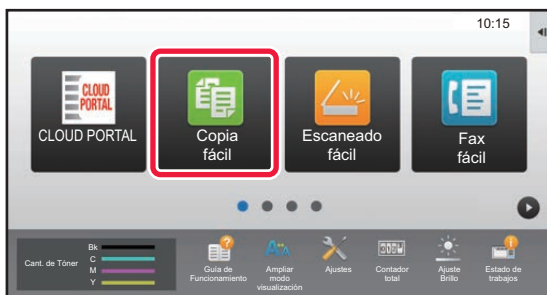 10:15
CLOUD
PORTAL
CLOUD PORTAL
Copia
fácil
Escaneado
fácil
Fax
fácil
Cant. de Tóner
Bk
C
M
Y
Guía de
Funcionamiento
Ampliar
modo
visualización
Ajustes
Contador
total
Ajuste
Brillo
Estado de
trabajos